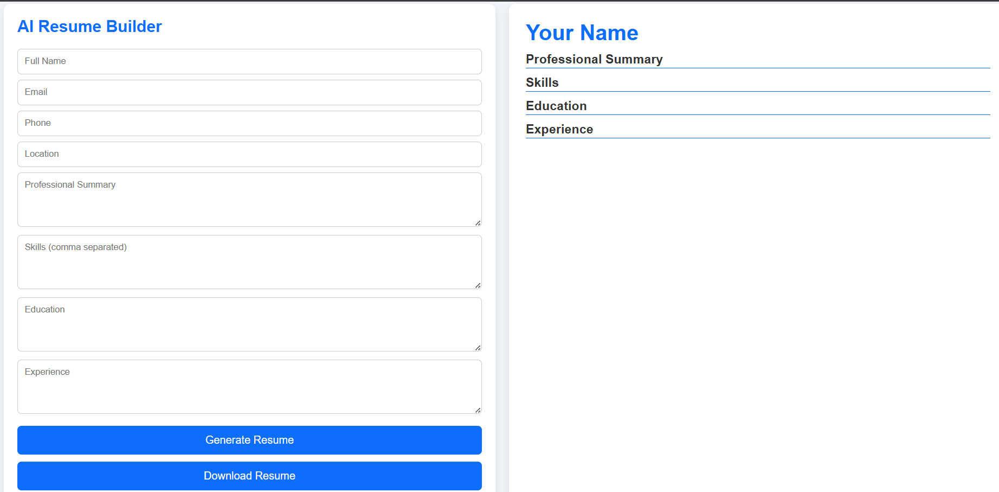 AI Resume Builder
Full Name
Email
Phone
Location
Professional Summary
Skills (comma separated)
Education
Experience
Generate Resume
Download Resume
Your Name
Professional Summary
Skills
Education
Experience